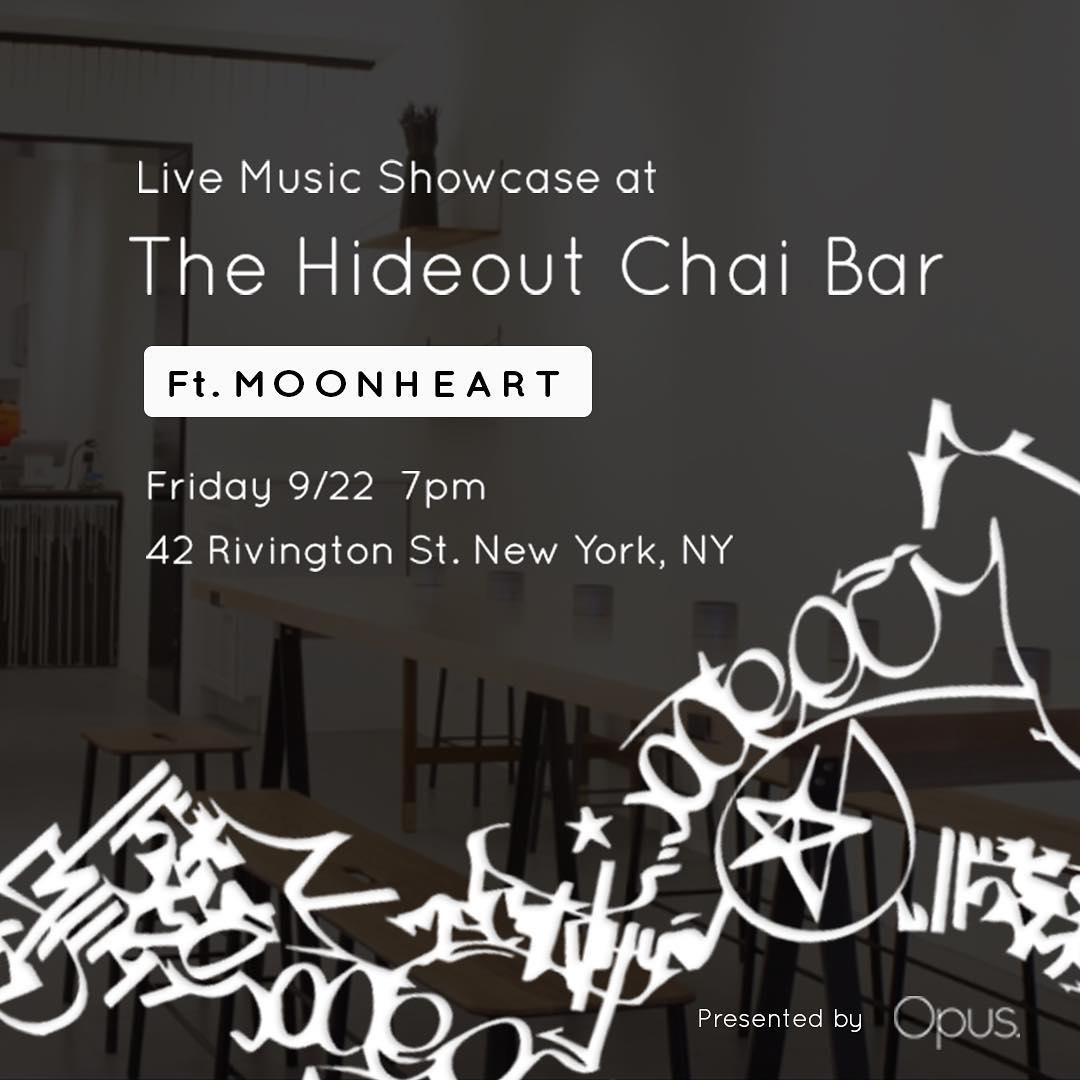 Live Music Showcase at
The Hideout Chai Bar
Ft. MOONHEART
Friday 9/22 7pm
42 Rivington St. New York, NY
Presented by Opus.